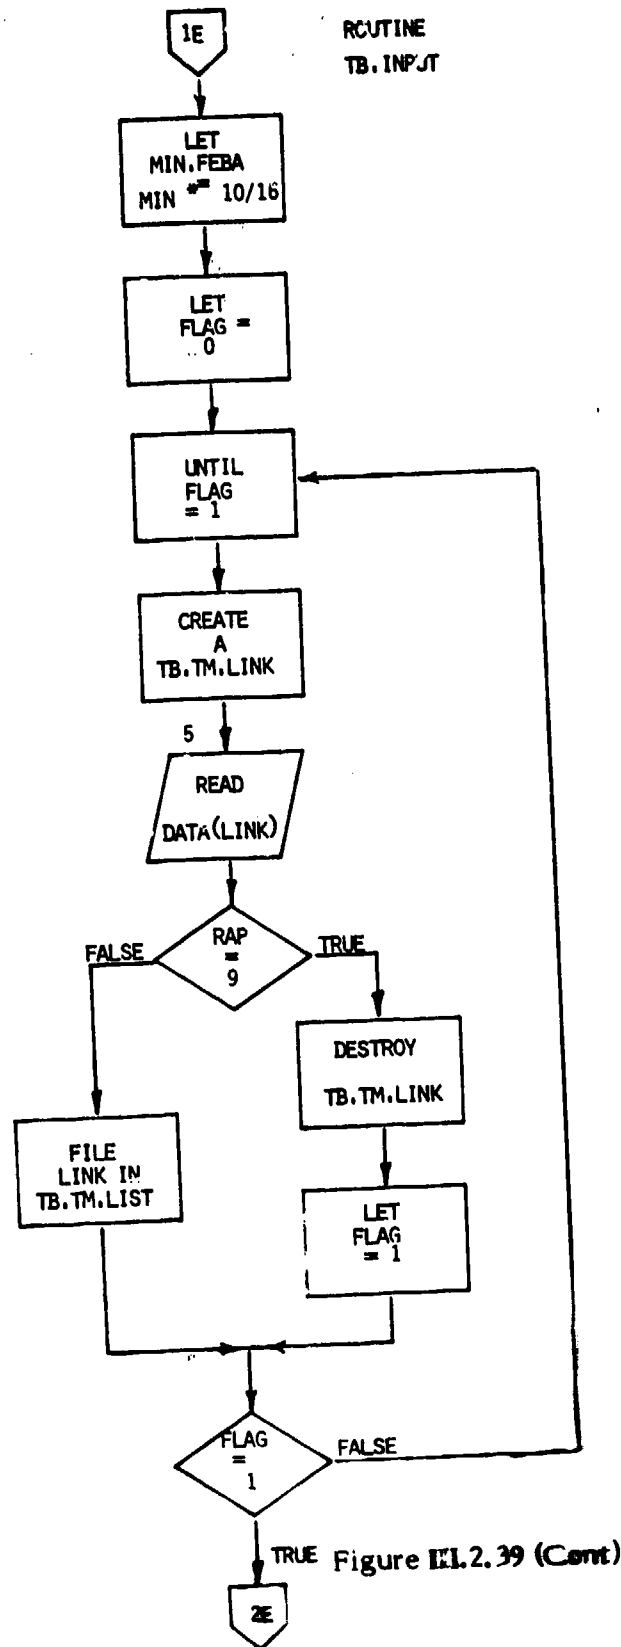 1E
RCUTINE
TB.INPUT
LET
MIN.FEBA
MIN *= 10/16
LET
FLAG =
0
UNTIL
FLAG
= 1
CREATE
A
TB.TM.LINK
5
READ
DATA(LINK)
RAP
=
9
FALSE
TRUE
DESTROY
TB.TM.LINK
FILE
LINK IN
TB.TM.LIST
LET
FLAG
= 1
FLAG
=
1
FALSE
TRUE
Figure III.2.39 (Cont)
2E